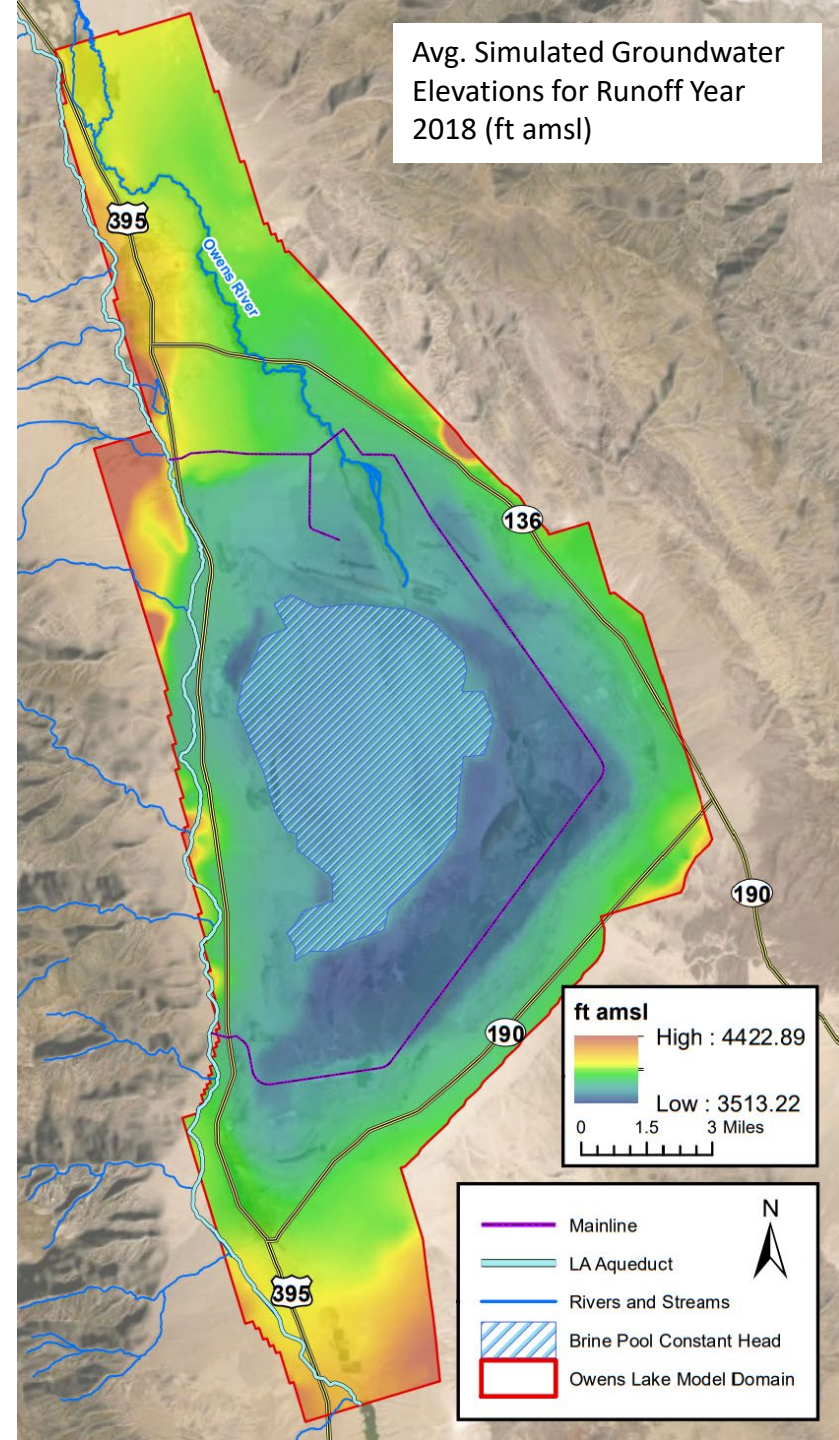 Avg. Simulated Groundwater
Elevations for Runoff Year
2018 (ft amsl)
395
Owens River
136
190
190
ft amsl
High : 4422.89
Low : 3513.22
0 1.5 3 Miles
395
N
Mainline
LA Aqueduct
Rivers and Streams
Brine Pool Constant Head
Owens Lake Model Domain